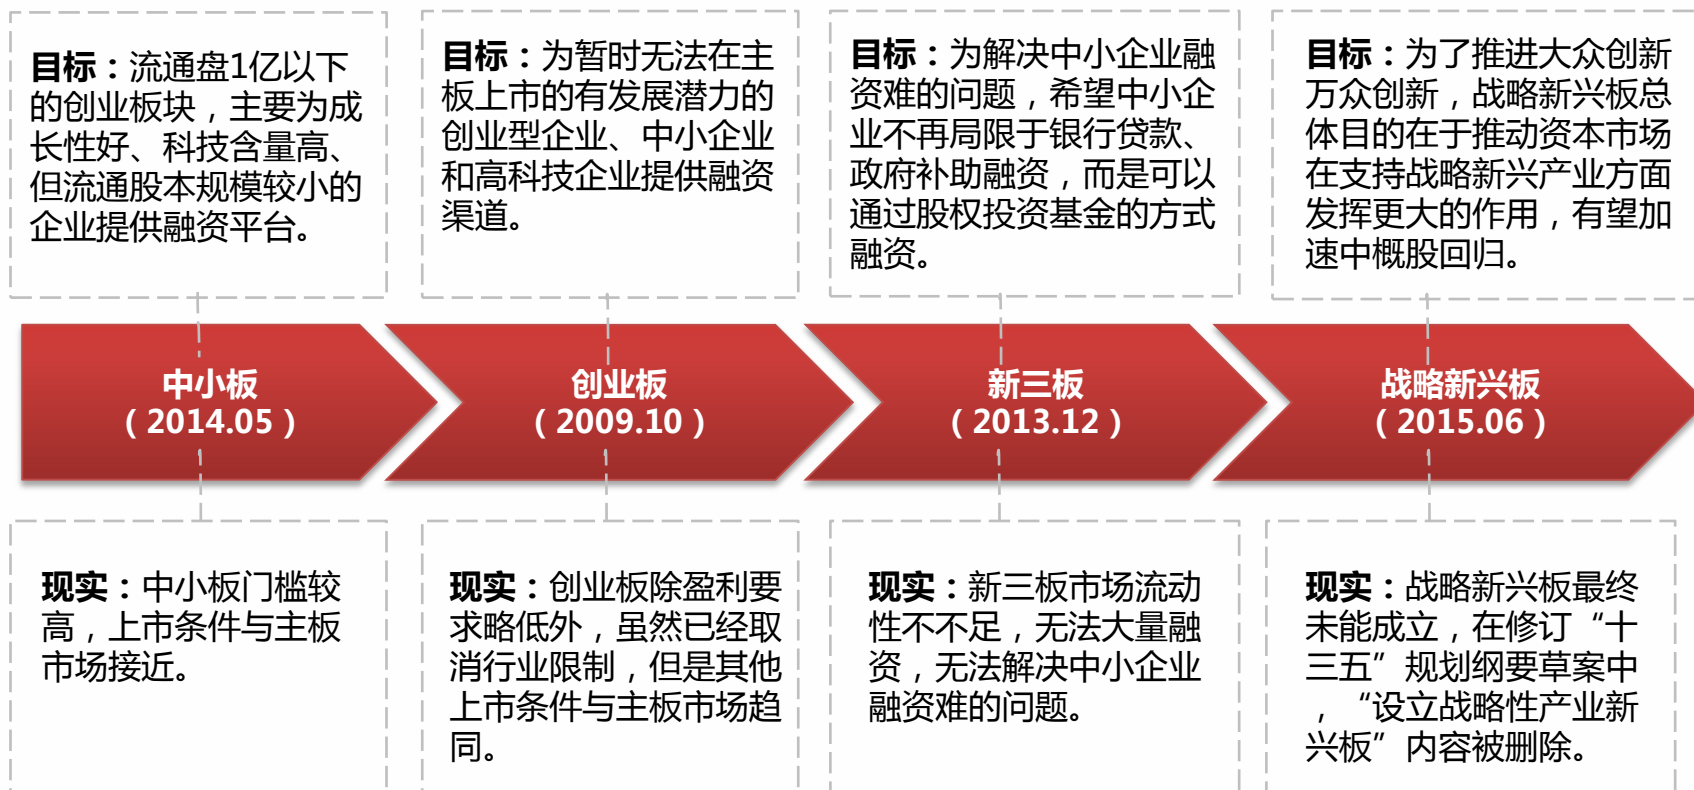 目标：流通盘1亿以下
的创业板块，主要为成
长性好、科技含量高、
但流通股本规模较小的
企业提供融资平台。
目标：为暂时无法在主
板上市的有发展潜力的
创业型企业、中小企业
和高科技企业提供融资
渠道。
目标：为解决中小企业融
资难的问题，希望中小企
业不再局限于银行贷款、
政府补助融资，而是可以
通过股权投资基金的方式
融资。
目标：为了推进大众创新
万众创新，战略新兴板总
体目的在于推动资本市场
在支持战略新兴产业方面
发挥更大的作用，有望加
速中概股回归。
中小板
（2014.05）
创业板
（2009.10）
新三板
（2013.12）
战略新兴板
（2015.06）
现实：中小板门槛较
高，上市条件与主板
市场接近。
现实：创业板除盈利要
求略低外，虽然已经取
消行业限制，但是其他
上市条件与主板市场趋
同。
现实：新三板市场流动
性不不足，无法大量融
资，无法解决中小企业
融资难的问题。
现实：战略新兴板最终
未能成立，在修订“十
三五”规划纲要草案中
，“设立战略性产业新
兴板”内容被删除。